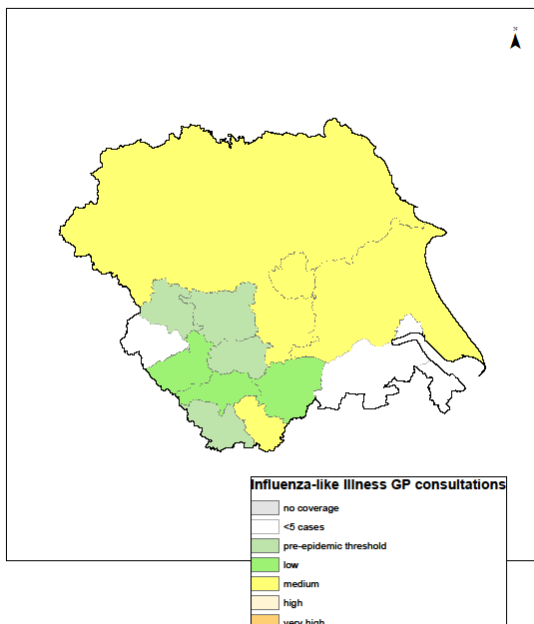 N
Influenza-like Illness GP consultations
no coverage
<5 cases
pre-epidemic threshold
low
medium
high
very high